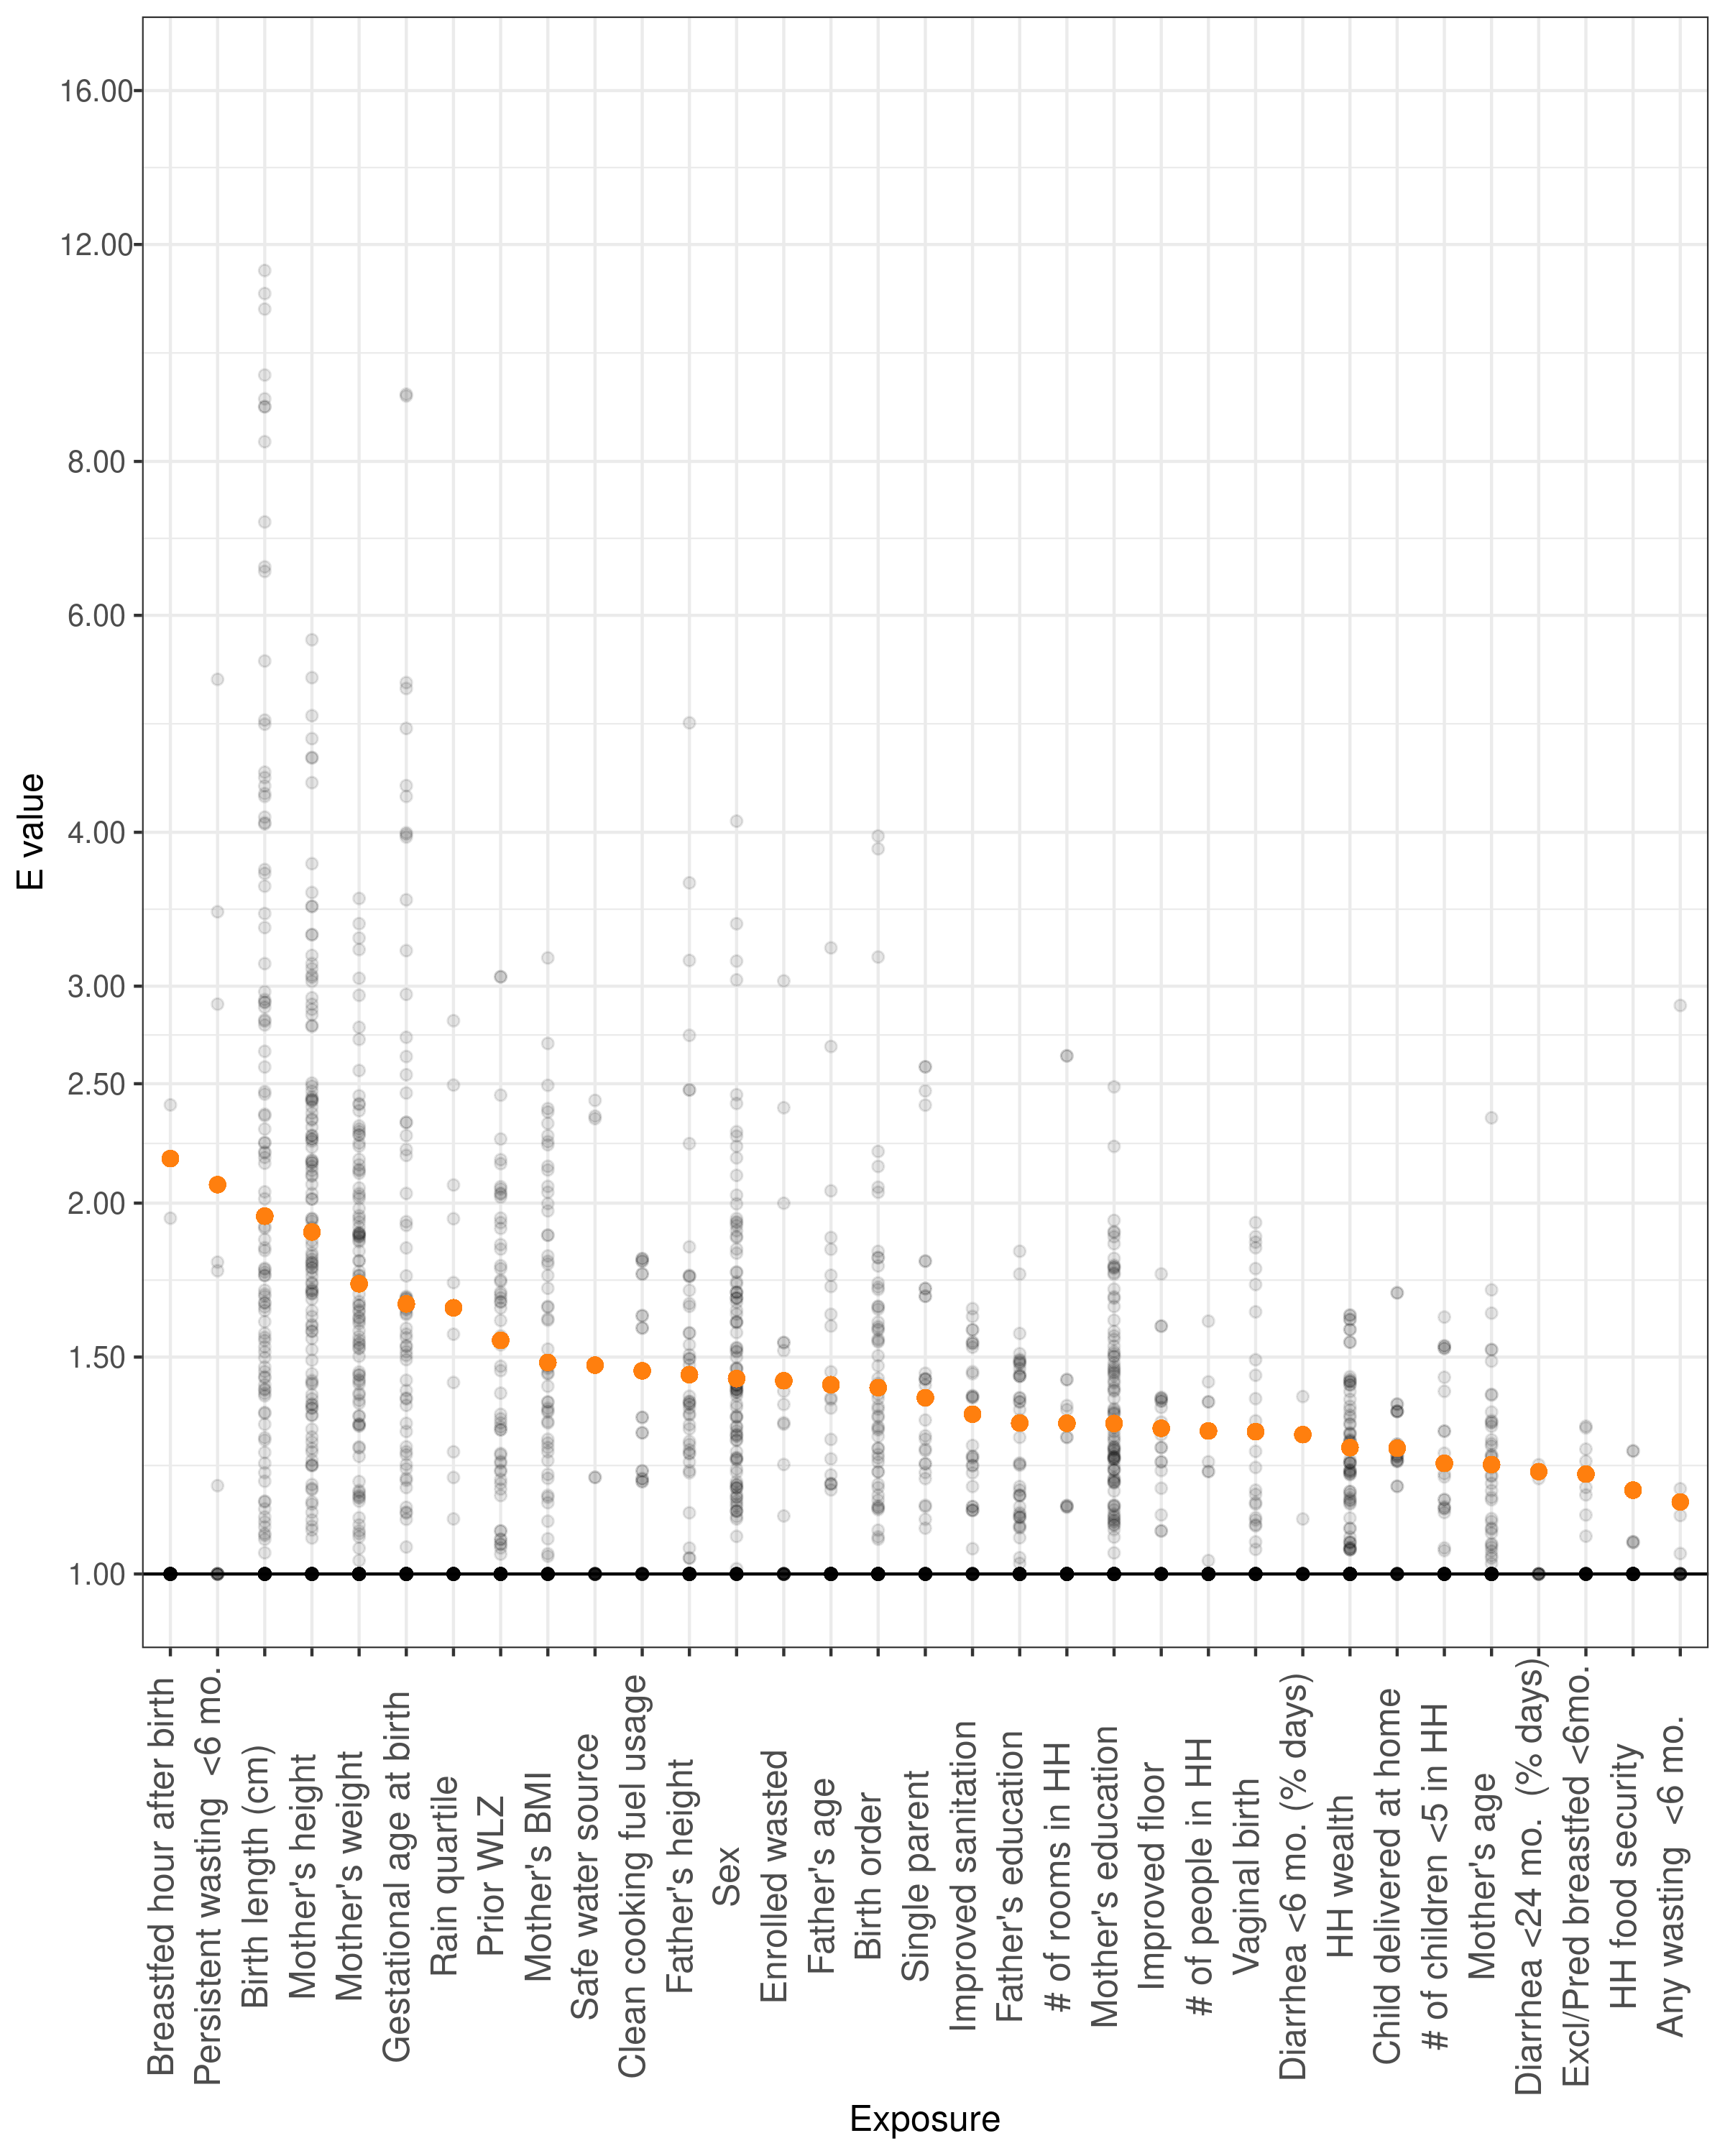 16.00
12.00
8.00
6.00
4.00
3.00
2.50
2.00
1.50
1.00
E value
Breastfed hour after birth
Persistent wasting  <6 mo.
Birth length (cm)
Mother's height
Mother's weight
Gestational age at birth
Rain quartile
Prior WLZ
Mother's BMI
Safe water source
Clean cooking fuel usage
Father's height
Sex
Enrolled wasted
Father's age
Birth order
Single parent
Improved sanitation
Father's education
# of rooms in HH
Mother's education
Improved floor
# of people in HH
Vaginal birth
Diarrhea <6 mo. (% days)
HH wealth
Child delivered at home
# of children <5 in HH
Mother's age
Diarrhea <24 mo.  (% days)
Excl/Pred breastfed <6mo.
HH food security
Any wasting  <6 mo.
Exposure